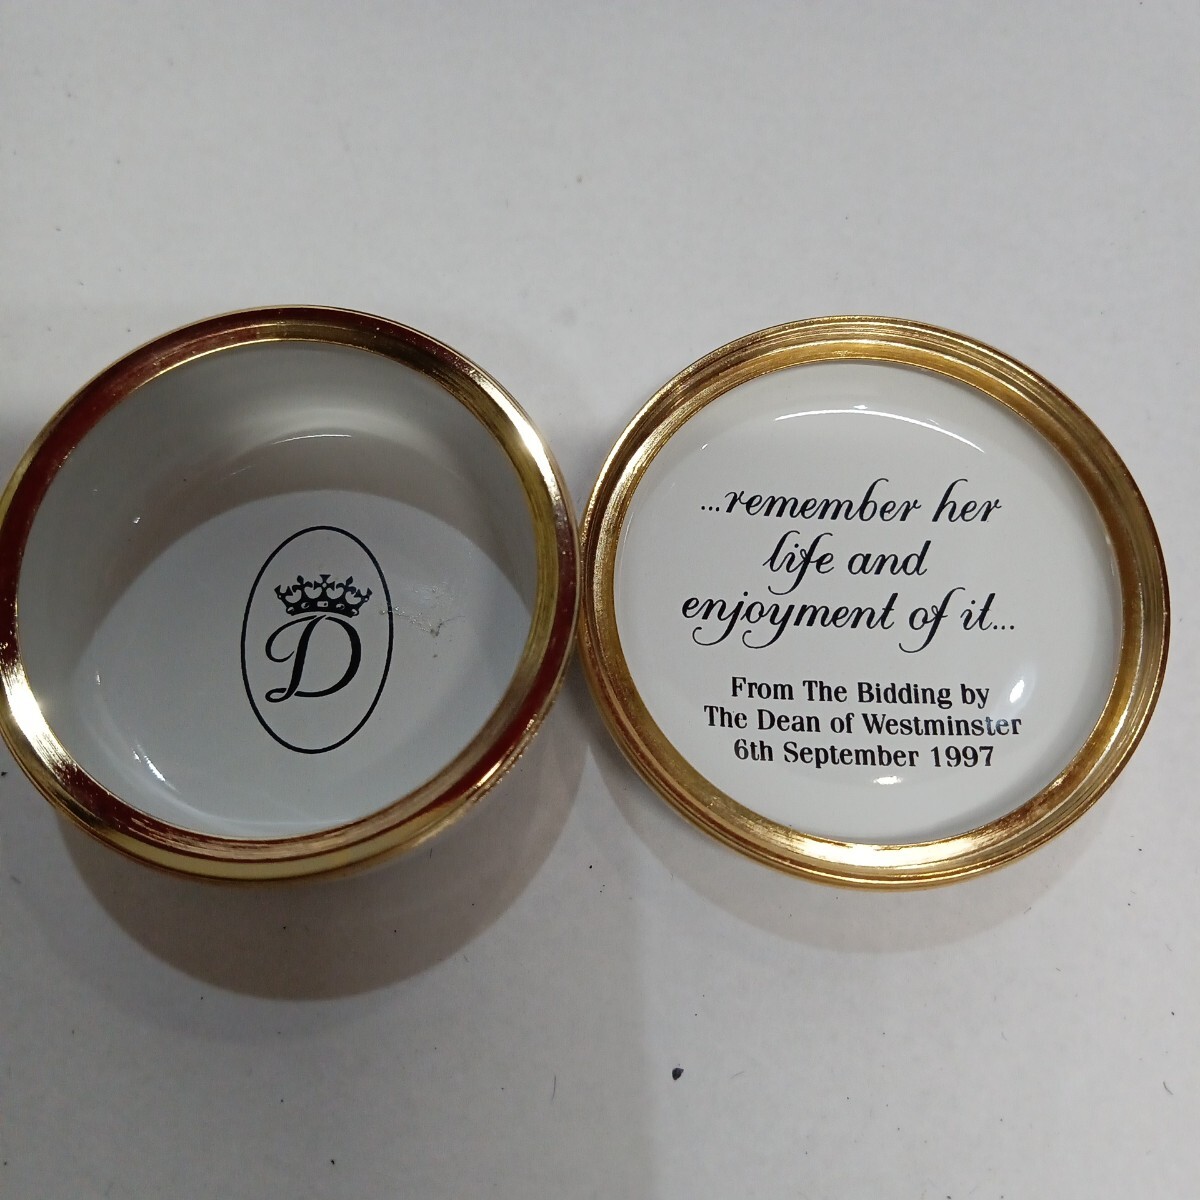 D
...remember her
life and
enjoyment of it...
From The Bidding by
The Dean of Westminster
6th September 1997